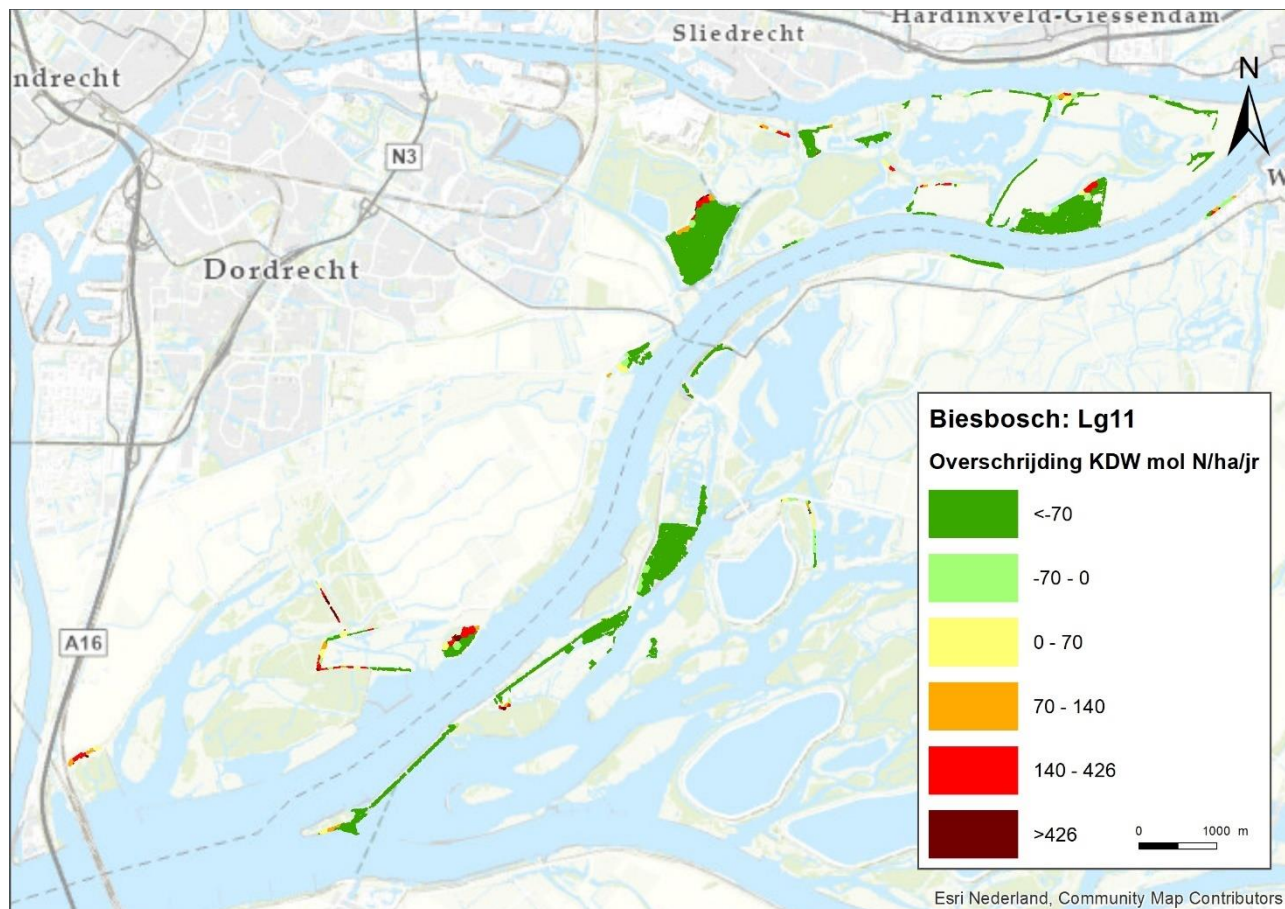 Hardinxveld-Giessendam
Sliedrecht
ndrecht
N
N3
W
Dordrecht
A16
Biesbosch: Lg11
Overschrijding KDW mol N/ha/jr
<-70
-70 - 0
0 - 70
70 - 140
140 - 426
>426
0 1000 m
Esri Nederland, Community Map Contributors